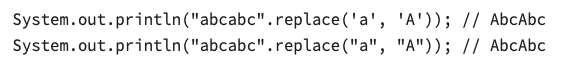 System.out.println("abcabc".replace('a', 'A')); // AbcAbc
System.out.println("abcabc".replace("a", "A")); // AbcAbc